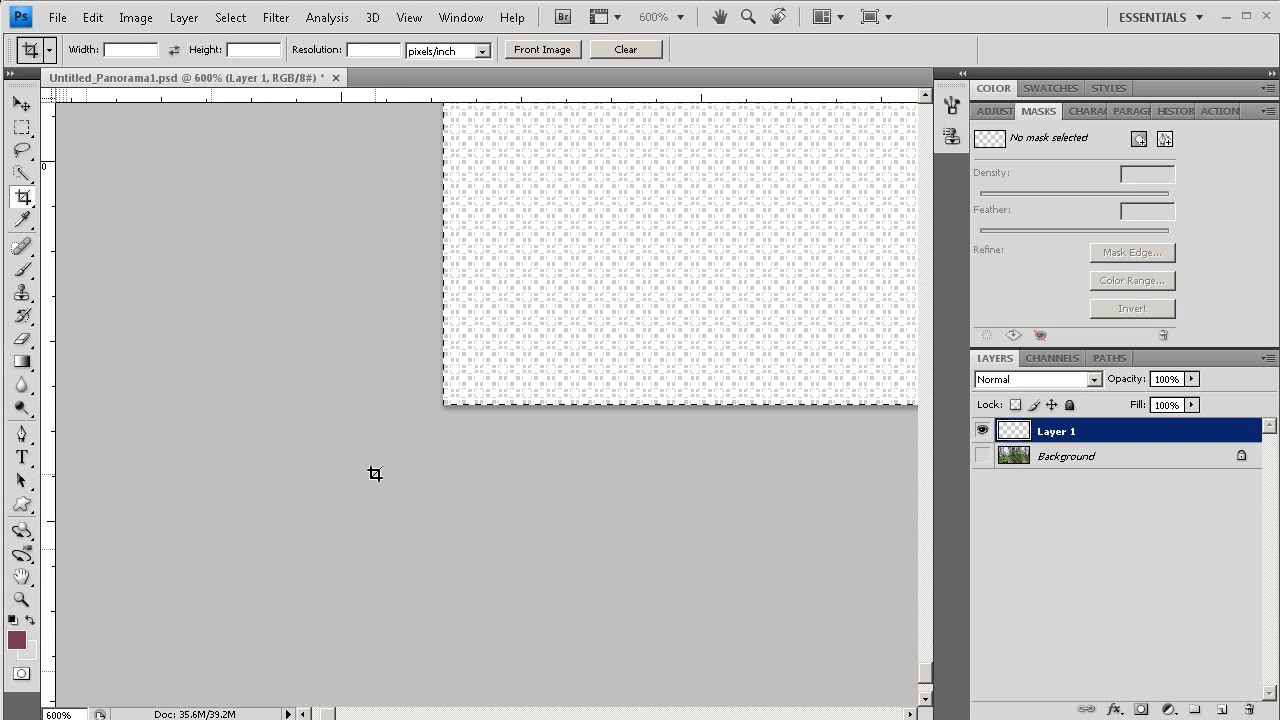 Ps File Edit Image Layer Select Filter Analysis 3D View Window Help Br 600% ESSENTIALS
Width: Height: Resolution: pixels/inch Front Image Clear
Untitled_Panorama1.psd @ 600% (Layer 1, RGB/8#) *
COLOR SWATCHES STYLES
ADJUST MASKS CHARA PARAG HISTOR ACTION
No mask selected
Density:
Feather:
Refine: Mask Edge...
Color Range...
Invert
LAYERS CHANNELS PATHS
Normal Opacity: 100%
Lock: Fill: 100%
Layer 1
Background
0
T
fx
600% Doc: 35.6M/39.2M